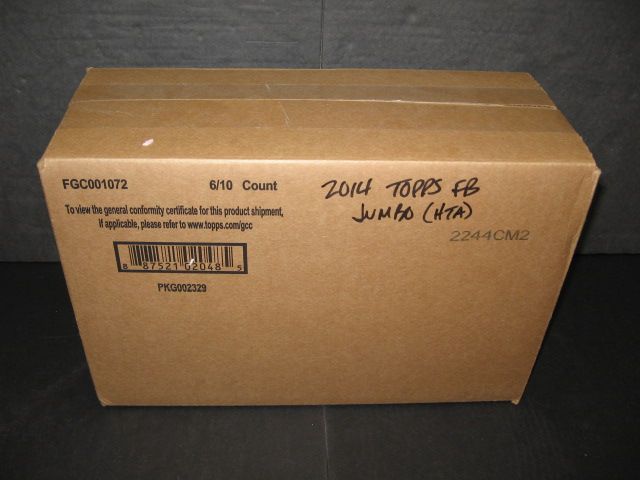 FGC001072 6/10 Count
To view the general conformity certificate for this product shipment,
if applicable, please refer to www.topps.com/gcc
8 87521 02048 5
PKG002329
2014 TOPPS FB
JUMBO (HTA)
2244CM2